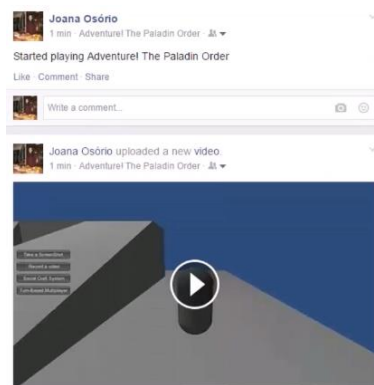 Joana Osório
1 min · Adventure! The Paladin Order ·
Started playing Adventure! The Paladin Order
Like · Comment · Share
Write a comment...
Joana Osório uploaded a new video.
1 min · Adventure! The Paladin Order ·
Take a ScreenShot
Record a video
Social Craft System
Turn-Based Multiplayer